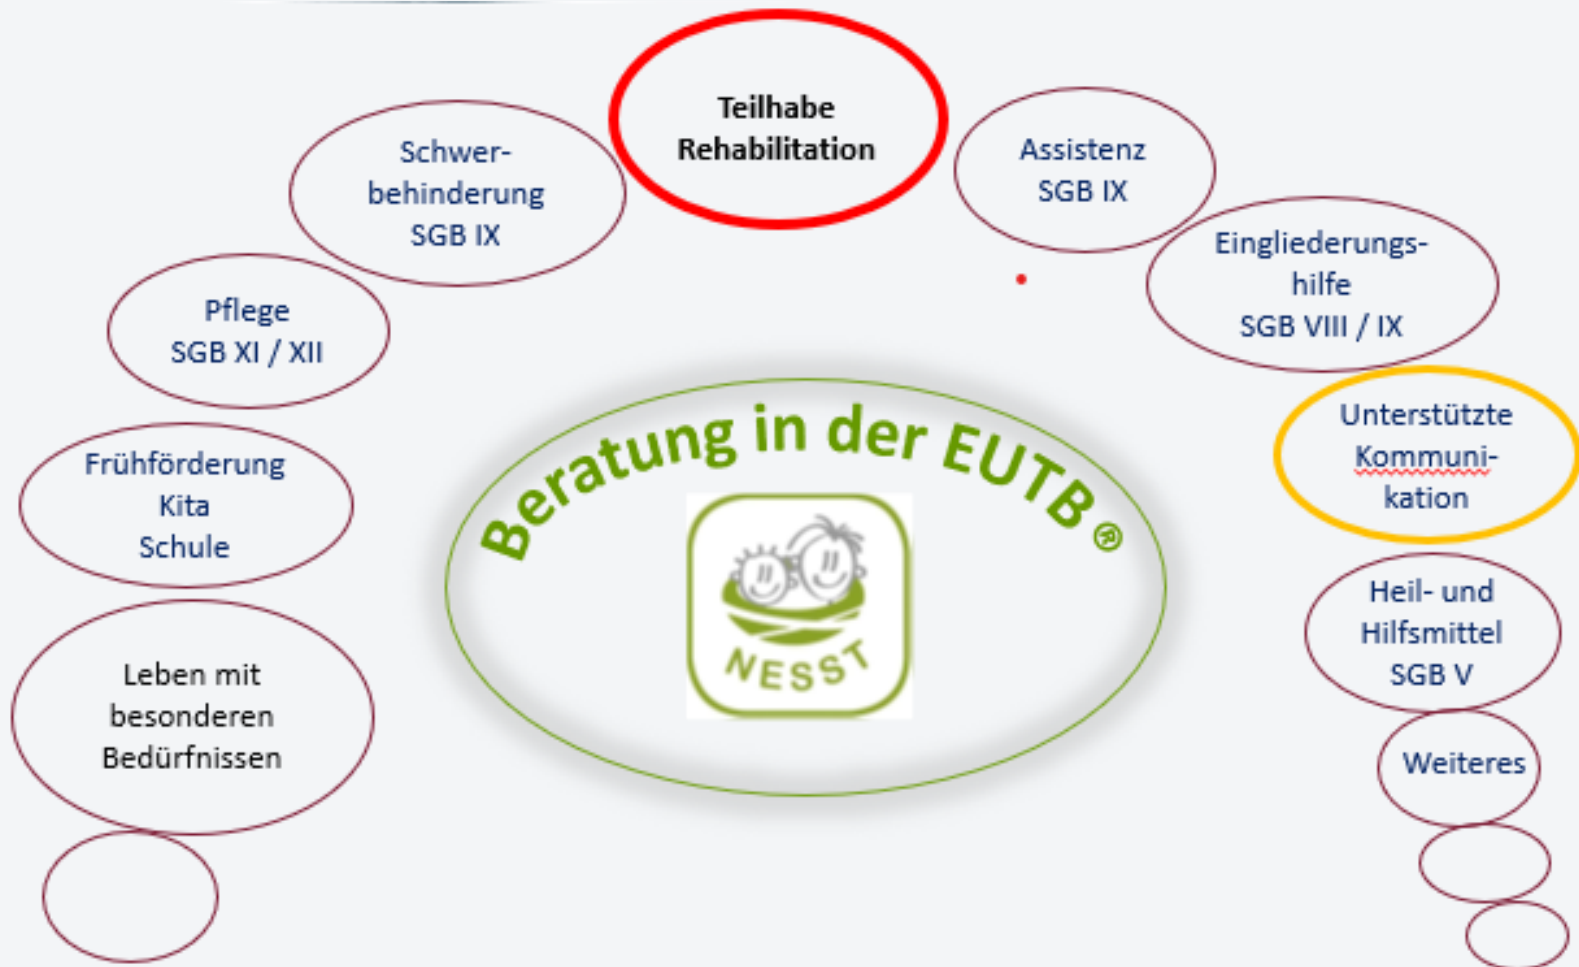 Teilhabe
Rehabilitation
Schwer-
behinderung
SGB IX
Assistenz
SGB IX
Pflege
SGB XI / XII
Eingliederungs-
hilfe
SGB VIII / IX
Frühförderung
Kita
Schule
Unterstützte
Kommuni-
kation
Leben mit
besonderen
Bedürfnissen
Heil- und
Hilfsmittel
SGB V
Weiteres
Beratung in der EUTB®
NESST